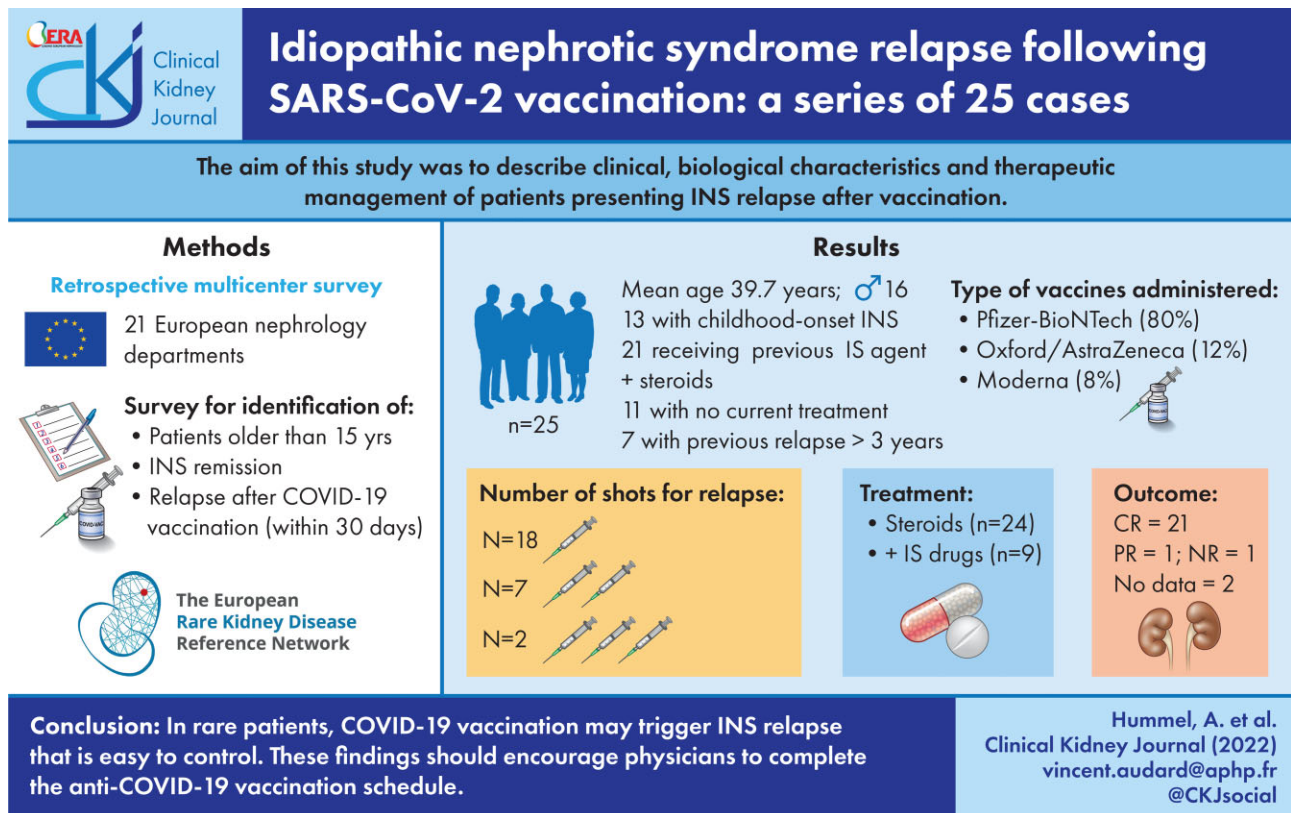 ERA
CKJ
Clinical
Kidney
Journal
Idiopathic nephrotic syndrome relapse following
SARS-CoV-2 vaccination: a series of 25 cases
The aim of this study was to describe clinical, biological characteristics and therapeutic
management of patients presenting INS relapse after vaccination.
Methods
Retrospective multicenter survey
21 European nephrology
departments
Survey for identification of:
• Patients older than 15 yrs
• INS remission
• Relapse after COVID-19
vaccination (within 30 days)
The European
Rare Kidney Disease
Reference Network
Results
n=25
Mean age 39.7 years; ♂16
13 with childhood-onset INS
21 receiving previous IS agent
+ steroids
11 with no current treatment
7 with previous relapse > 3 years
Type of vaccines administered:
• Pfizer-BioNTech (80%)
• Oxford/AstraZeneca (12%)
• Moderna (8%)
Number of shots for relapse:
N=18
N=7
N=2
Treatment:
• Steroids (n=24)
• + IS drugs (n=9)
Outcome:
CR = 21
PR = 1; NR = 1
No data = 2
Conclusion: In rare patients, COVID-19 vaccination may trigger INS relapse
that is easy to control. These findings should encourage physicians to complete
the anti-COVID-19 vaccination schedule.
Hummel, A. et al.
Clinical Kidney Journal (2022)
vincent.audard@aphp.fr
@CKJsocial